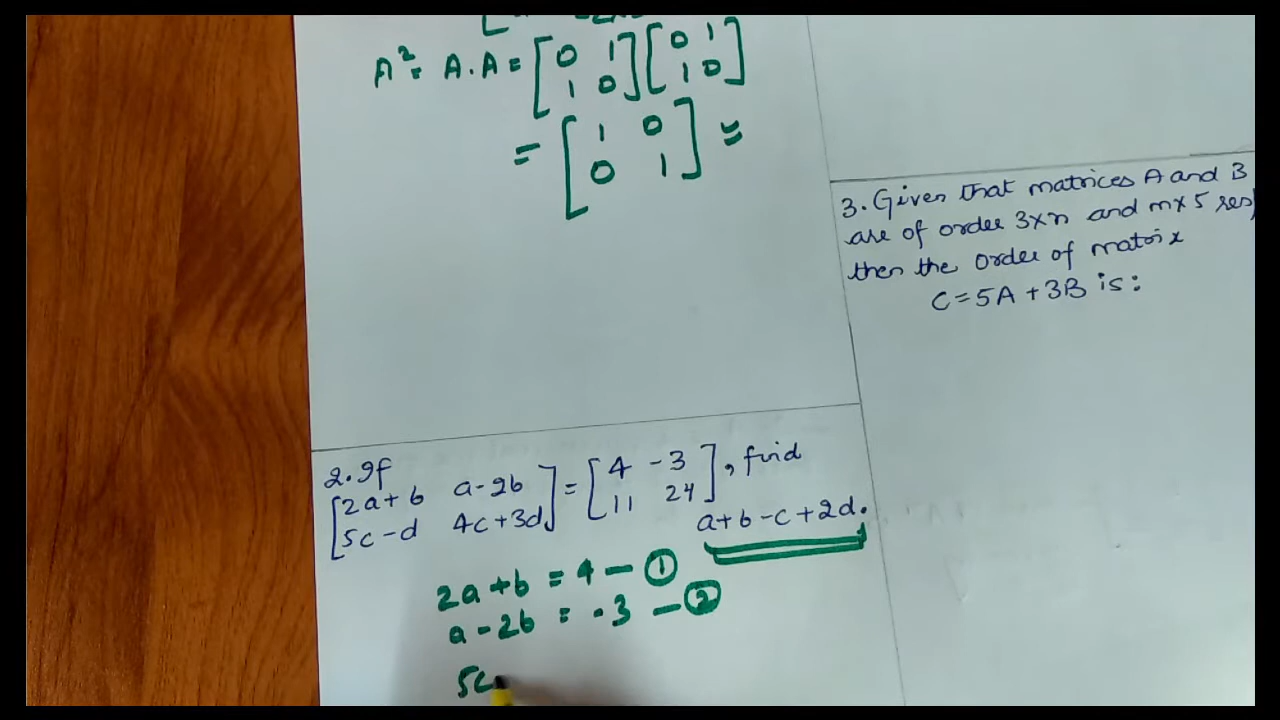 A² = A.A = [0 1 1 0] [0 1 1 0]
= [1 0 0 1] =
2. If
[2a+b a-2b 5c-d 4c+3d] = [4 -3 11 24], find
a+b-c+2d.
2a+b = 4 — ①
a-2b = -3 — ②
5c
3. Given that matrices A and B
are of order 3×n and m×5 res
then the order of matrix
C=5A+3B is: